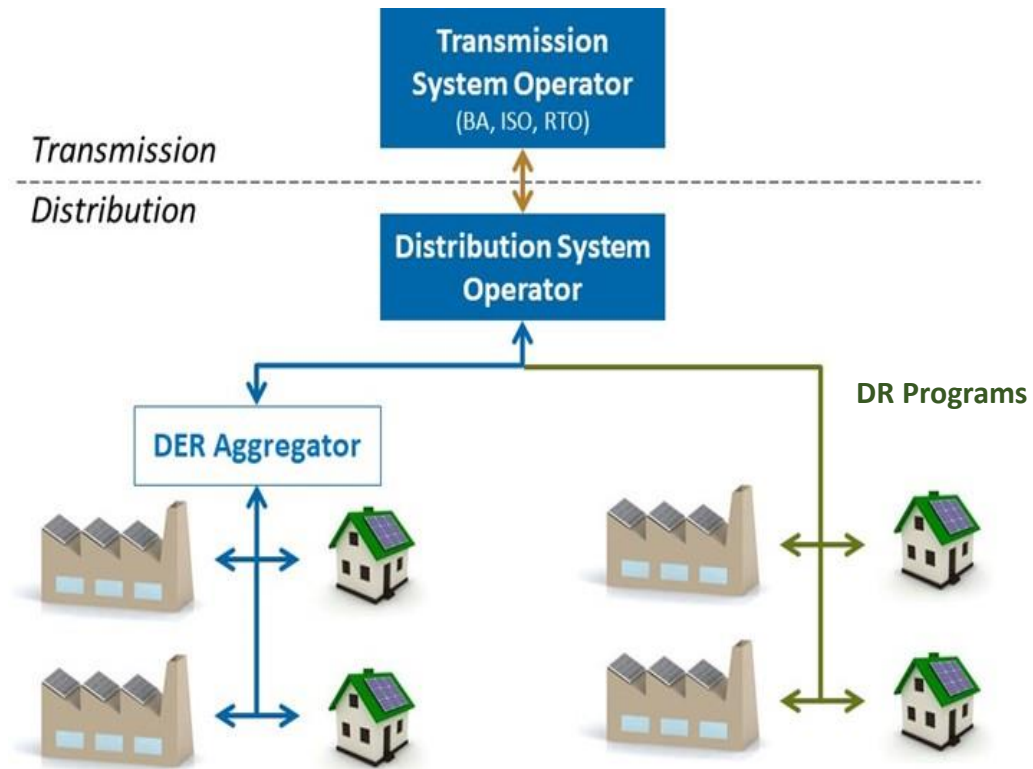 Transmission
System Operator
(BA, ISO, RTO)
Transmission
Distribution
Distribution System
Operator
DR Programs
DER Aggregator